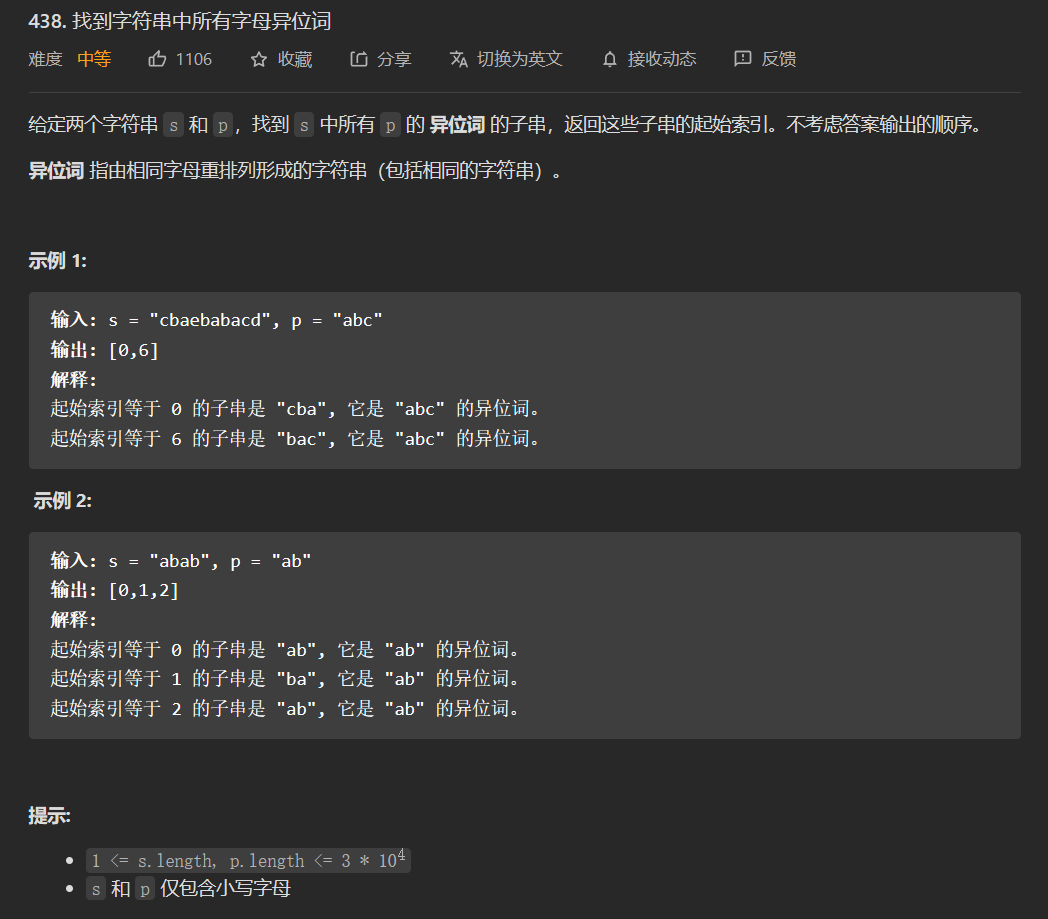 438. 找到字符串中所有字母异位词
难度 中等 1106 收藏 分享 切换为英文 接收动态 反馈
给定两个字符串 s 和 p，找到 s 中所有 p 的 异位词 的子串，返回这些子串的起始索引。不考虑答案输出的顺序。
异位词 指由相同字母重排列形成的字符串（包括相同的字符串）。
示例 1:
输入: s = "cbaebabacd", p = "abc"
输出: [0,6]
解释:
起始索引等于 0 的子串是 "cba", 它是 "abc" 的异位词。
起始索引等于 6 的子串是 "bac", 它是 "abc" 的异位词。
示例 2:
输入: s = "abab", p = "ab"
输出: [0,1,2]
解释:
起始索引等于 0 的子串是 "ab", 它是 "ab" 的异位词。
起始索引等于 1 的子串是 "ba", 它是 "ab" 的异位词。
起始索引等于 2 的子串是 "ab", 它是 "ab" 的异位词。
提示:
• 1 <= s.length, p.length <= 3 * 10⁴
• s 和 p 仅包含小写字母